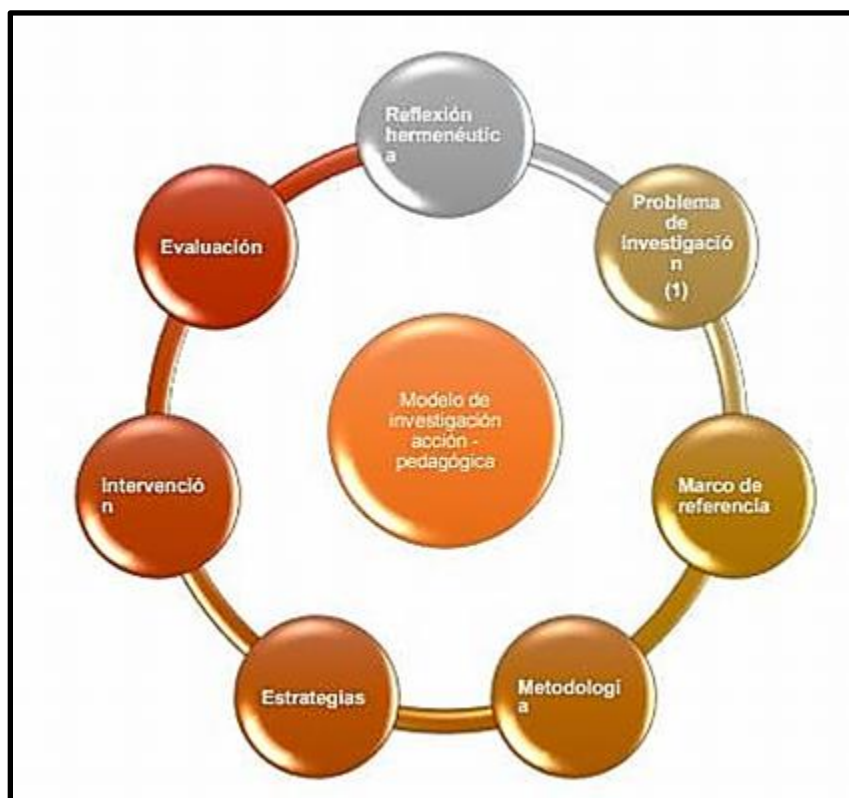 Reflexión
hermenéutic
a
Problema
de
investigació
n
(1)
Marco de
referencia
Metodologí
a
Estrategias
Intervenció
n
Evaluación
Modelo de
investigación
acción -
pedagógica